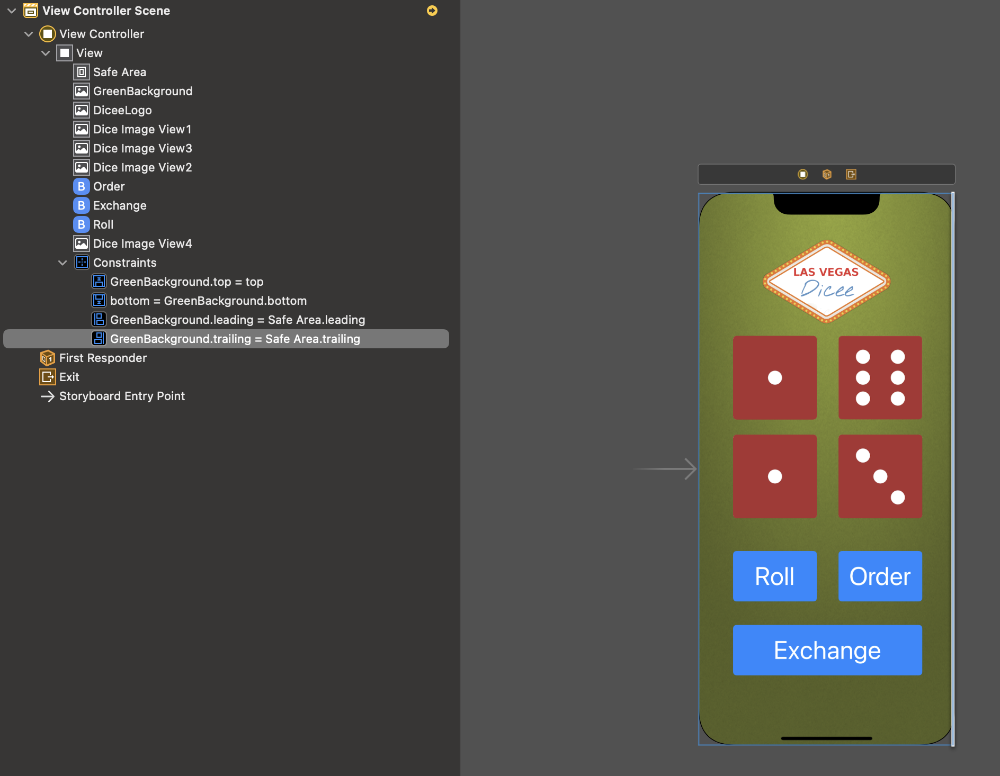 View Controller Scene
View Controller
View
Safe Area
GreenBackground
DiceeLogo
Dice Image View1
Dice Image View3
Dice Image View2
B Order
B Exchange
B Roll
Dice Image View4
Constraints
GreenBackground.top = top
bottom = GreenBackground.bottom
GreenBackground.leading = Safe Area.leading
GreenBackground.trailing = Safe Area.trailing
First Responder
Exit
Storyboard Entry Point
LAS VEGAS
Dicee
Roll
Order
Exchange